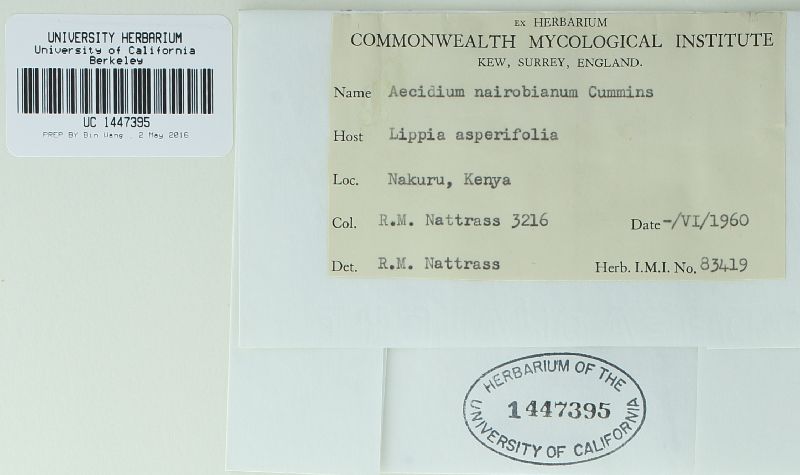 UNIVERSITY HERBARIUM
University of California
Berkeley
UC 1447395
PREP BY Bin Wang , 2 May 2016
EX HERBARIUM
COMMONWEALTH MYCOLOGICAL INSTITUTE
KEW, SURREY, ENGLAND.
Name Aecidium nairobianum Cummins
Host Lippia asperifolia
Loc. Nakuru, Kenya
Col. R.M. Nattrass 3216 Date -/VI/1960
Det. R.M. Nattrass Herb. I.M.I. No. 83419
HERBARIUM OF THE
1447395
UNIVERSITY OF CALIFORNIA